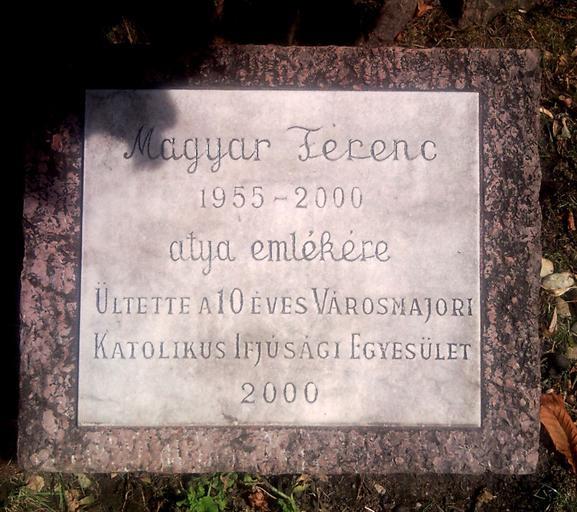 Magyar Ferenc
1955-2000
atya emlékére
ÜLTETTE A 10 ÉVES VÁROSMAJORI
KATOLIKUS IFJÚSÁGI EGYESÜLET
2000